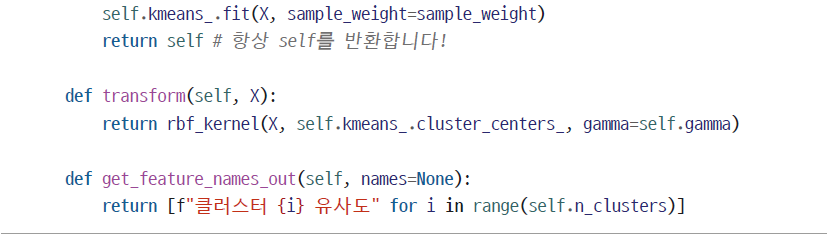 self.kmeans_.fit(X, sample_weight=sample_weight)
return self # 항상 self를 반환합니다!
def transform(self, X):
return rbf_kernel(X, self.kmeans_.cluster_centers_, gamma=self.gamma)
def get_feature_names_out(self, names=None):
return [f"클러스터 {i} 유사도" for i in range(self.n_clusters)]